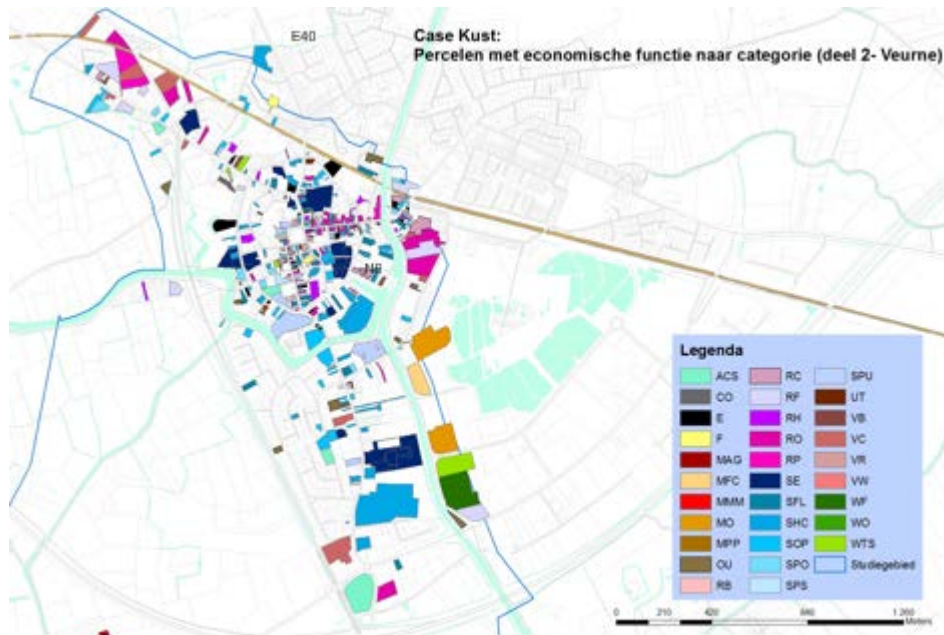 E40
Case Kust:
Percelen met economische functie naar categorie (deel 2- Veurne)
N8
Legenda
ACS
CO
E
F
MAG
MFC
MMM
MO
MPP
OU
RB
RC
RF
RH
RO
RP
SE
SFL
SHC
SOP
SPO
SPS
SPU
UT
VB
VC
VR
VW
WF
WO
WTS
Studiegebied
0 210 420 840 1 260
Meters